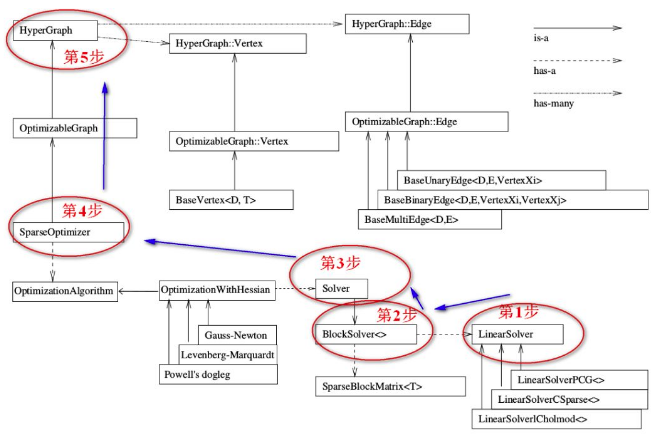 HyperGraph
第5步
HyperGraph::Vertex
HyperGraph::Edge
is-a
has-a
has-many
OptimizableGraph
OptimizableGraph::Vertex
OptimizableGraph::Edge
BaseVertex<D, T>
BaseUnaryEdge<D,E,VertexXi>
BaseBinaryEdge<D,E,VertexXi,VertexXj>
BaseMultiEdge<D,E>
第4步
SparseOptimizer
OptimizationAlgorithm
OptimizationWithHessian
第3步
Solver
Gauss-Newton
Levenberg-Marquardt
Powell's dogleg
第2步
BlockSolver<>
SparseBlockMatrix<T>
第1步
LinearSolver
LinearSolverPCG<>
LinearSolverCSparse<>
LinearSolverlCholmod<>